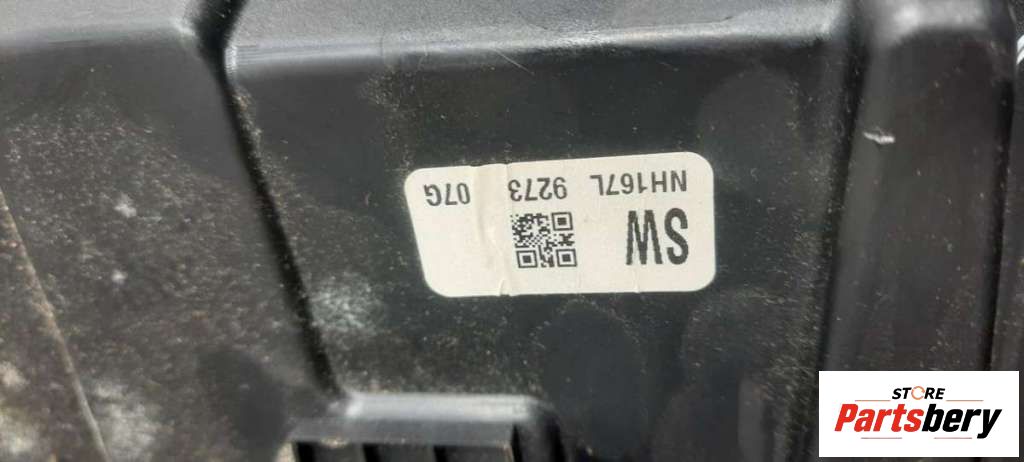 NH167L 9273 07G
SW
STORE
Partsbery